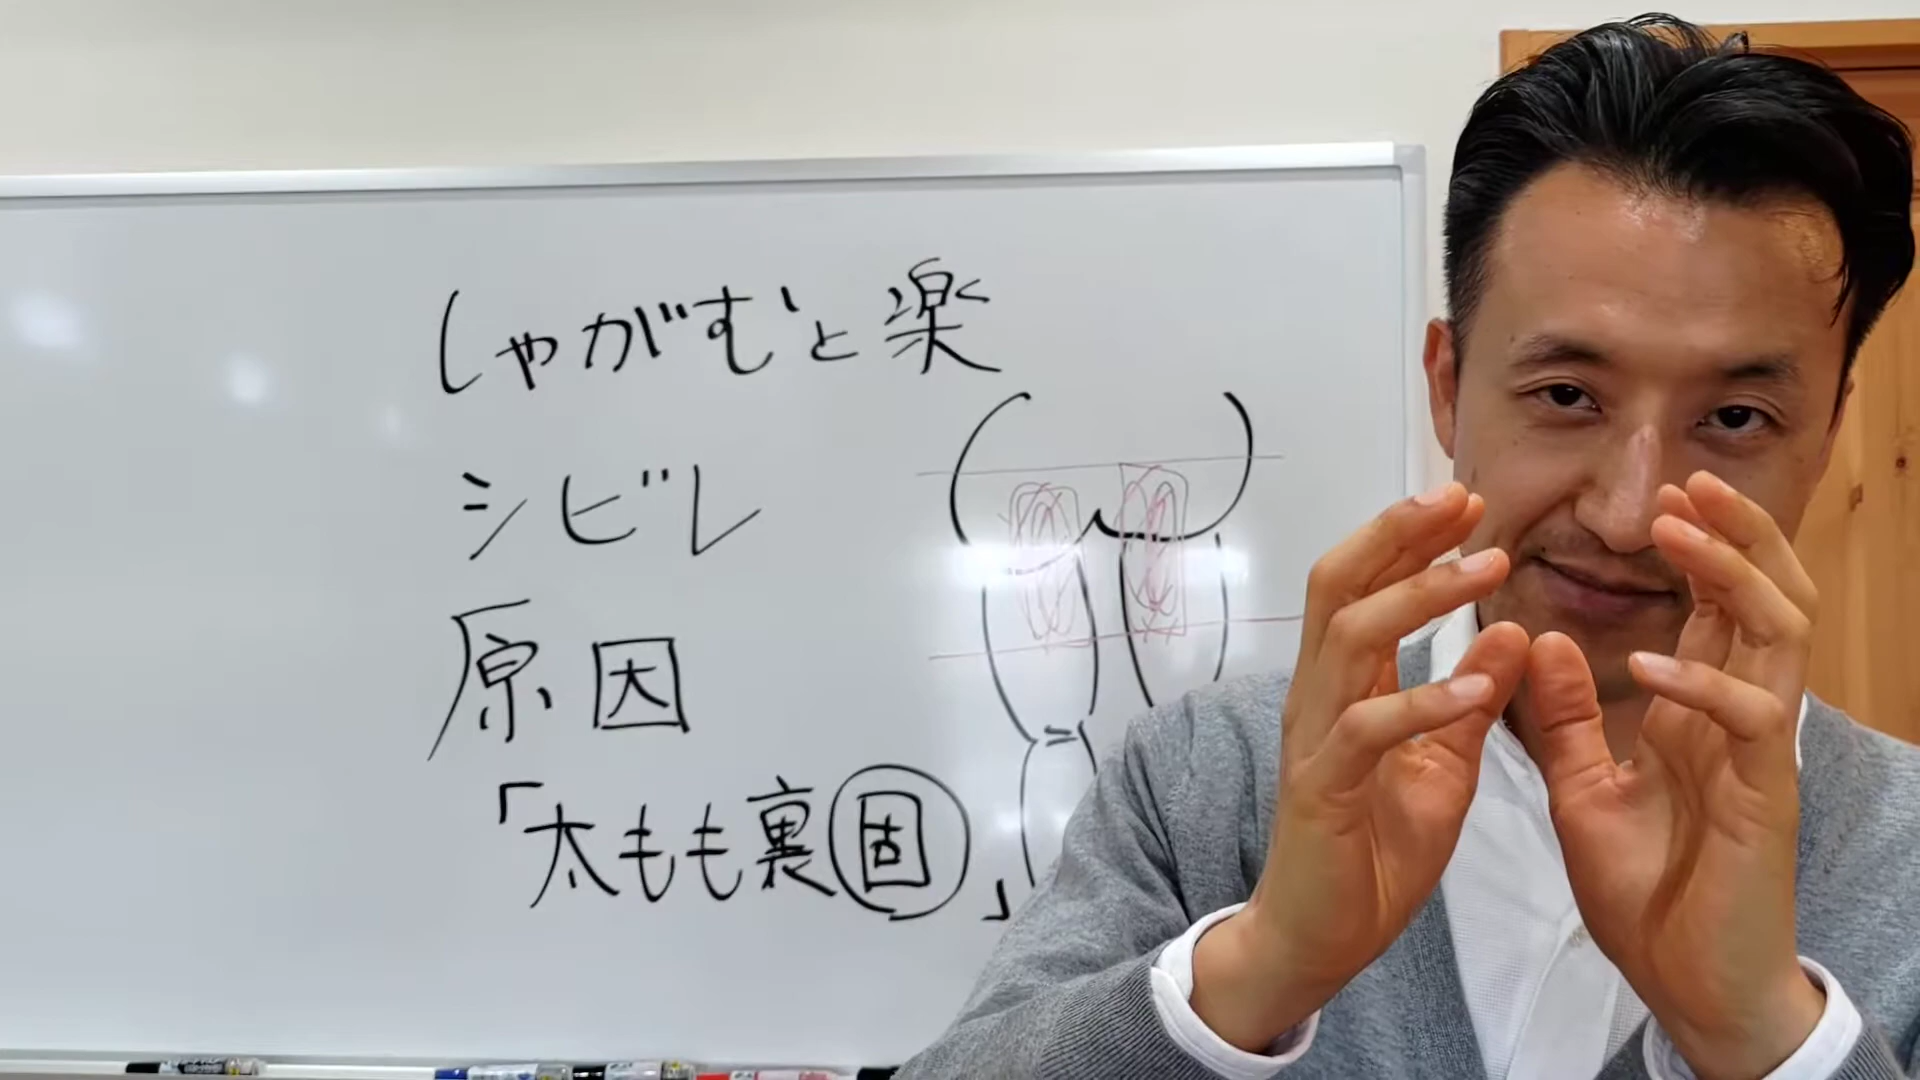 しゃがむと楽
シビレ
原因
「太もも裏固」